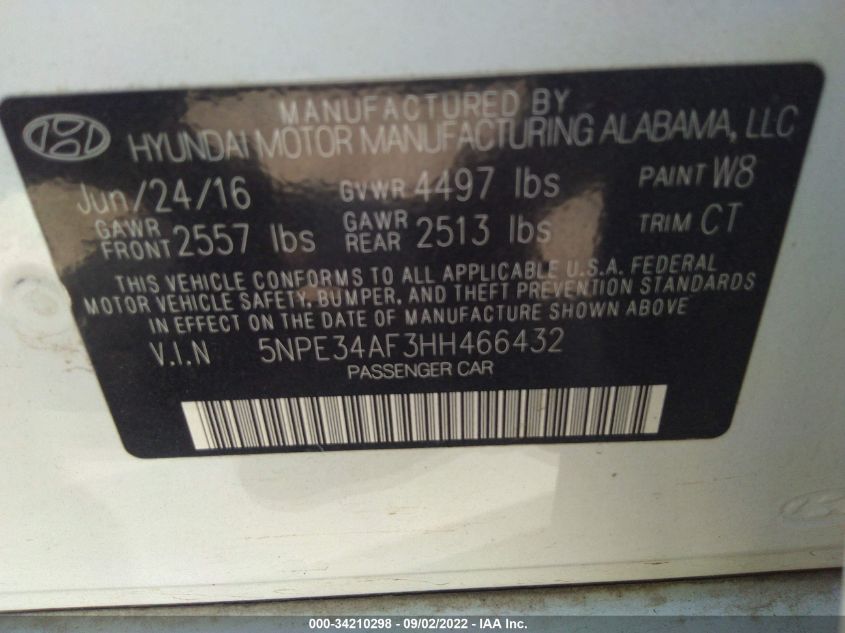 MANUFACTURED BY
HYUNDAI MOTOR MANUFACTURING ALABAMA, LLC
Jun/24/16 GVWR 4497 lbs PAINT W8
GAWR FRONT 2557 lbs GAWR REAR 2513 lbs TRIM CT
THIS VEHICLE CONFORMS TO ALL APPLICABLE U.S.A. FEDERAL
MOTOR VEHICLE SAFETY, BUMPER, AND THEFT PREVENTION STANDARDS
IN EFFECT ON THE DATE OF MANUFACTURE SHOWN ABOVE
V.I.N 5NPE34AF3HH466432
PASSENGER CAR
000-34210298 - 09/02/2022 - IAA Inc.